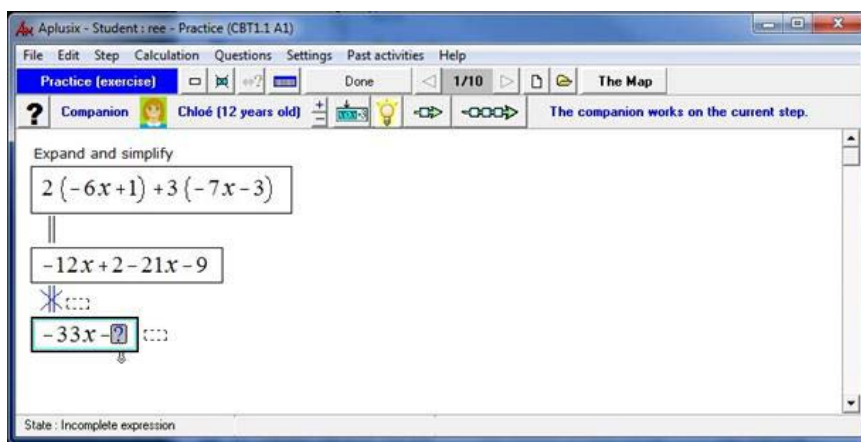 Aplusix - Student : ree - Practice (CBT1.1 A1)
File Edit Step Calculation Questions Settings Past activities Help
Practice (exercise) Done 1/10 The Map
? Companion Chloé (12 years old) The companion works on the current step.
Expand and simplify
2(-6x+1)+3(-7x-3)
-12x+2-21x-9
-33x-?
State : Incomplete expression